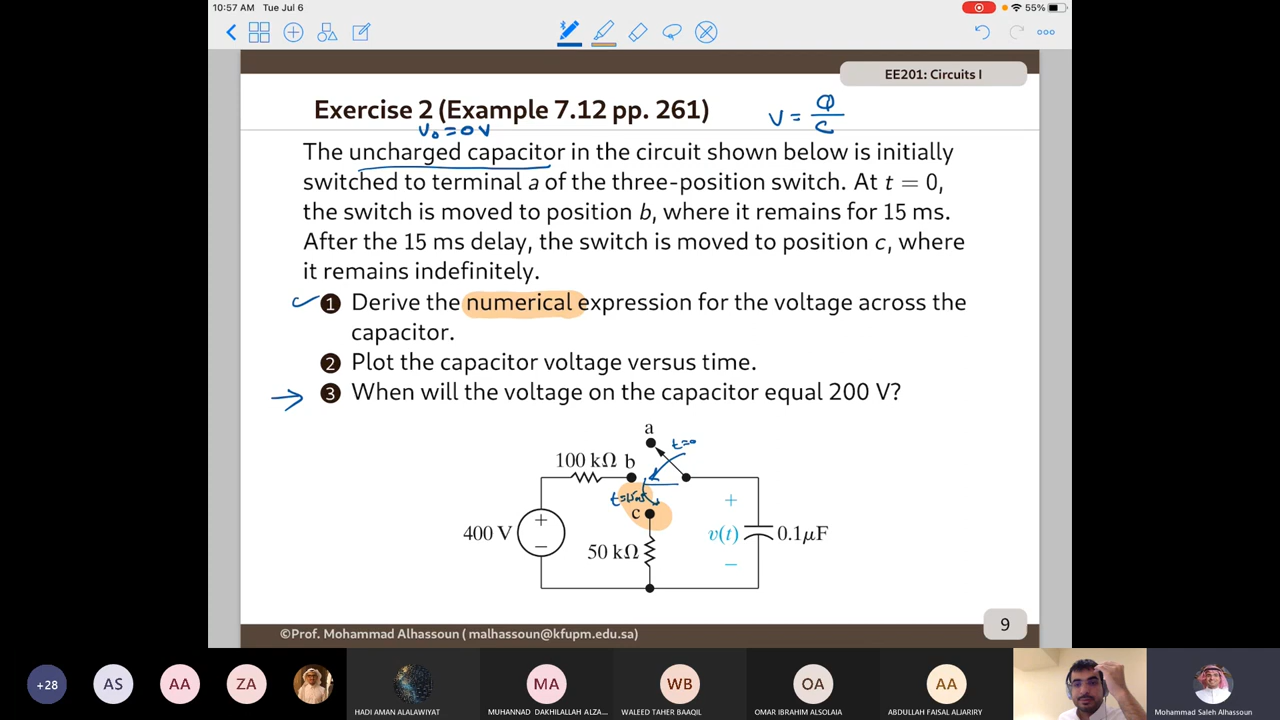 10:57 AM Tue Jul 6
55%
EE201: Circuits I
Exercise 2 (Example 7.12 pp. 261)
V = Q/C
V₀ = 0 V
The uncharged capacitor in the circuit shown below is initially
switched to terminal a of the three-position switch. At t = 0,
the switch is moved to position b, where it remains for 15 ms.
After the 15 ms delay, the switch is moved to position c, where
it remains indefinitely.
1 Derive the numerical expression for the voltage across the
capacitor.
2 Plot the capacitor voltage versus time.
3 When will the voltage on the capacitor equal 200 V?
a
t=0
100 kΩ b
t=15ms
c
+
400 V
+
−
v(t)
0.1μF
50 kΩ
−
9
©Prof. Mohammad Alhassoun ( malhassoun@kfupm.edu.sa)
+28
AS
AA
ZA
HADI AMAN ALALAWIYAT
MA
MUHANNAD DAKHILALLAH ALZA...
WB
WALEED TAHER BAAQIL
OA
OMAR IBRAHIM ALSOLAIA
AA
ABDULLAH FAISAL ALJARIRY
Mohammad Saleh Alhassoun